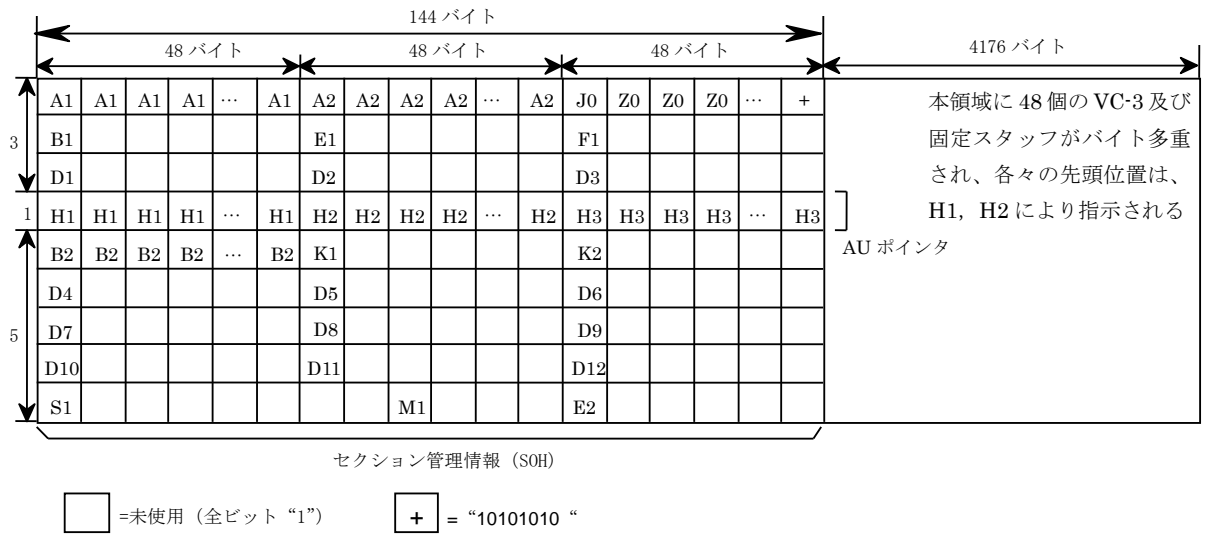 144 バイト
48 バイト 48 バイト 48 バイト 4176 バイト
A1 A1 A1 A1 … A1 A2 A2 A2 A2 … A2 J0 Z0 Z0 Z0 … +
3 B1 E1 F1
D1 D2 D3
1 H1 H1 H1 H1 … H1 H2 H2 H2 H2 … H2 H3 H3 H3 H3 … H3
B2 B2 B2 B2 … B2 K1 K2
D4 D5 D6
5 D7 D8 D9
D10 D11 D12
S1 M1 E2
本領域に 48 個の VC-3 及び
固定スタッフがバイト多重
され、各々の先頭位置は、
H1, H2 により指示される
AU ポインタ
セクション管理情報 (SOH)
=未使用（全ビット “1”） + = “10101010 “